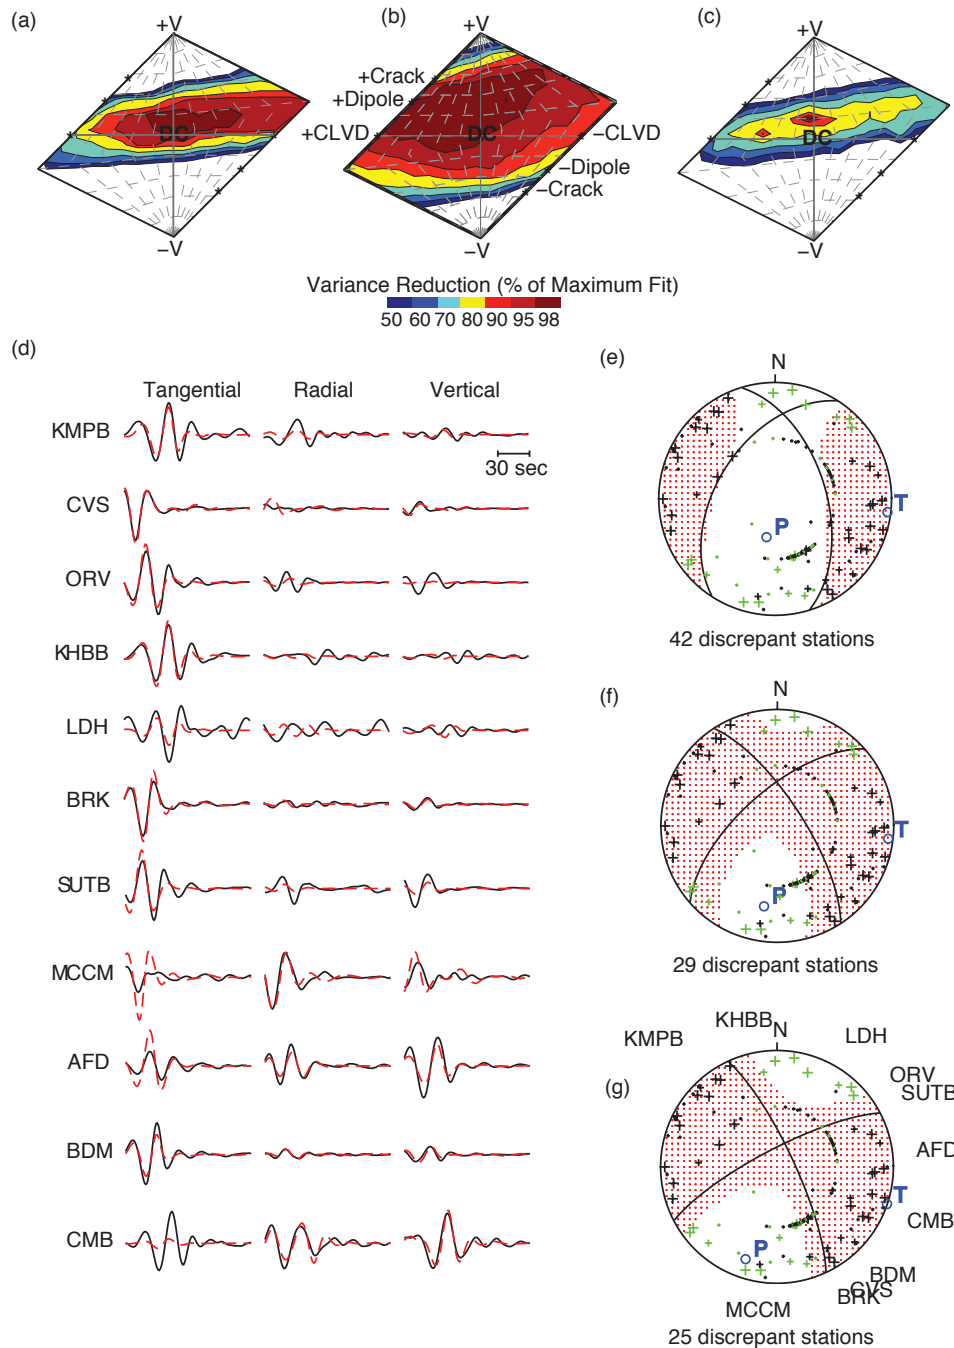 (a)
+V
DC
−V
(b)
+V
+Crack
+Dipole
+CLVD
DC
−CLVD
−Dipole
−Crack
−V
(c)
+V
DC
−V
Variance Reduction (% of Maximum Fit)
50 60 70 80 90 95 98
(d)
Tangential Radial Vertical
KMPB
30 sec
CVS
ORV
KHBB
LDH
BRK
SUTB
MCCM
AFD
BDM
CMB
(e)
N
P
T
42 discrepant stations
(f)
N
P
T
29 discrepant stations
(g)
KMPB
KHBB
N
LDH
ORV
SUTB
AFD
T
CMB
P
BDM
CVS
BRK
MCCM
25 discrepant stations